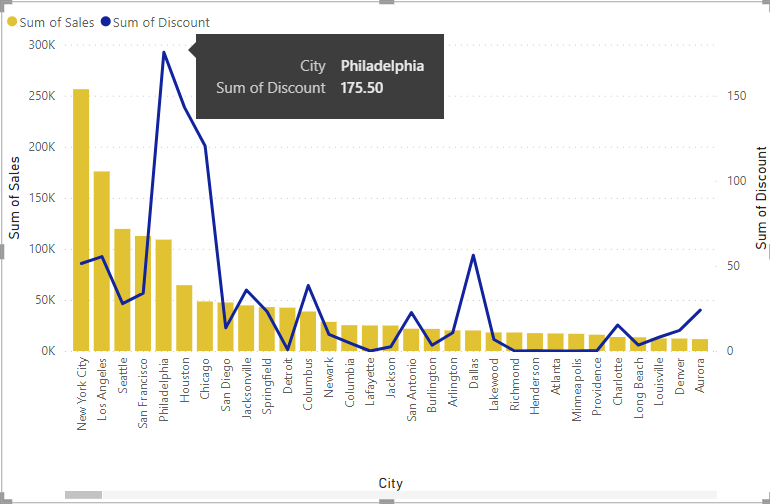 Sum of Sales Sum of Discount
300K
250K
200K
150K
100K
50K
0K
Sum of Sales
City Philadelphia
Sum of Discount 175.50
150
100
50
0
Sum of Discount
New York City
Los Angeles
Seattle
San Francisco
Philadelphia
Houston
Chicago
San Diego
Jacksonville
Springfield
Detroit
Columbus
Newark
Columbia
Lafayette
Jackson
San Antonio
Burlington
Arlington
Dallas
Lakewood
Richmond
Henderson
Atlanta
Minneapolis
Providence
Charlotte
Long Beach
Louisville
Denver
Aurora
City